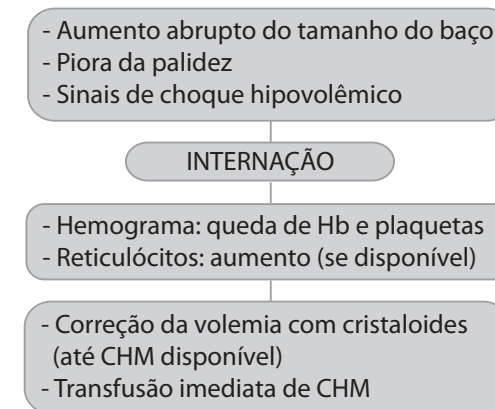 - Aumento abrupto do tamanho do baço
- Piora da palidez
- Sinais de choque hipovolêmico
INTERNAÇÃO
- Hemograma: queda de Hb e plaquetas
- Reticulócitos: aumento (se disponível)
- Correção da volemia com cristaloides
(até CHM disponível)
- Transfusão imediata de CHM